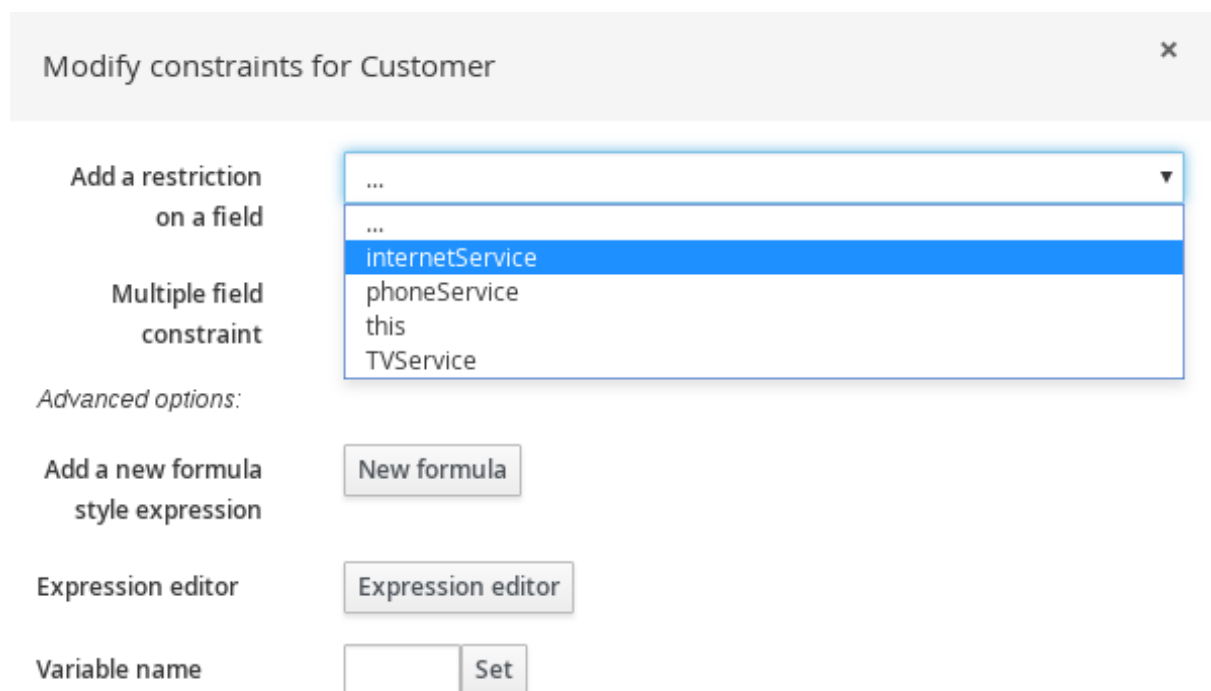 Modify constraints for Customer
×
Add a restriction
on a field
...
...
internetService
phoneService
this
TVService
Multiple field
constraint
Advanced options:
Add a new formula
style expression
New formula
Expression editor
Expression editor
Variable name
Set